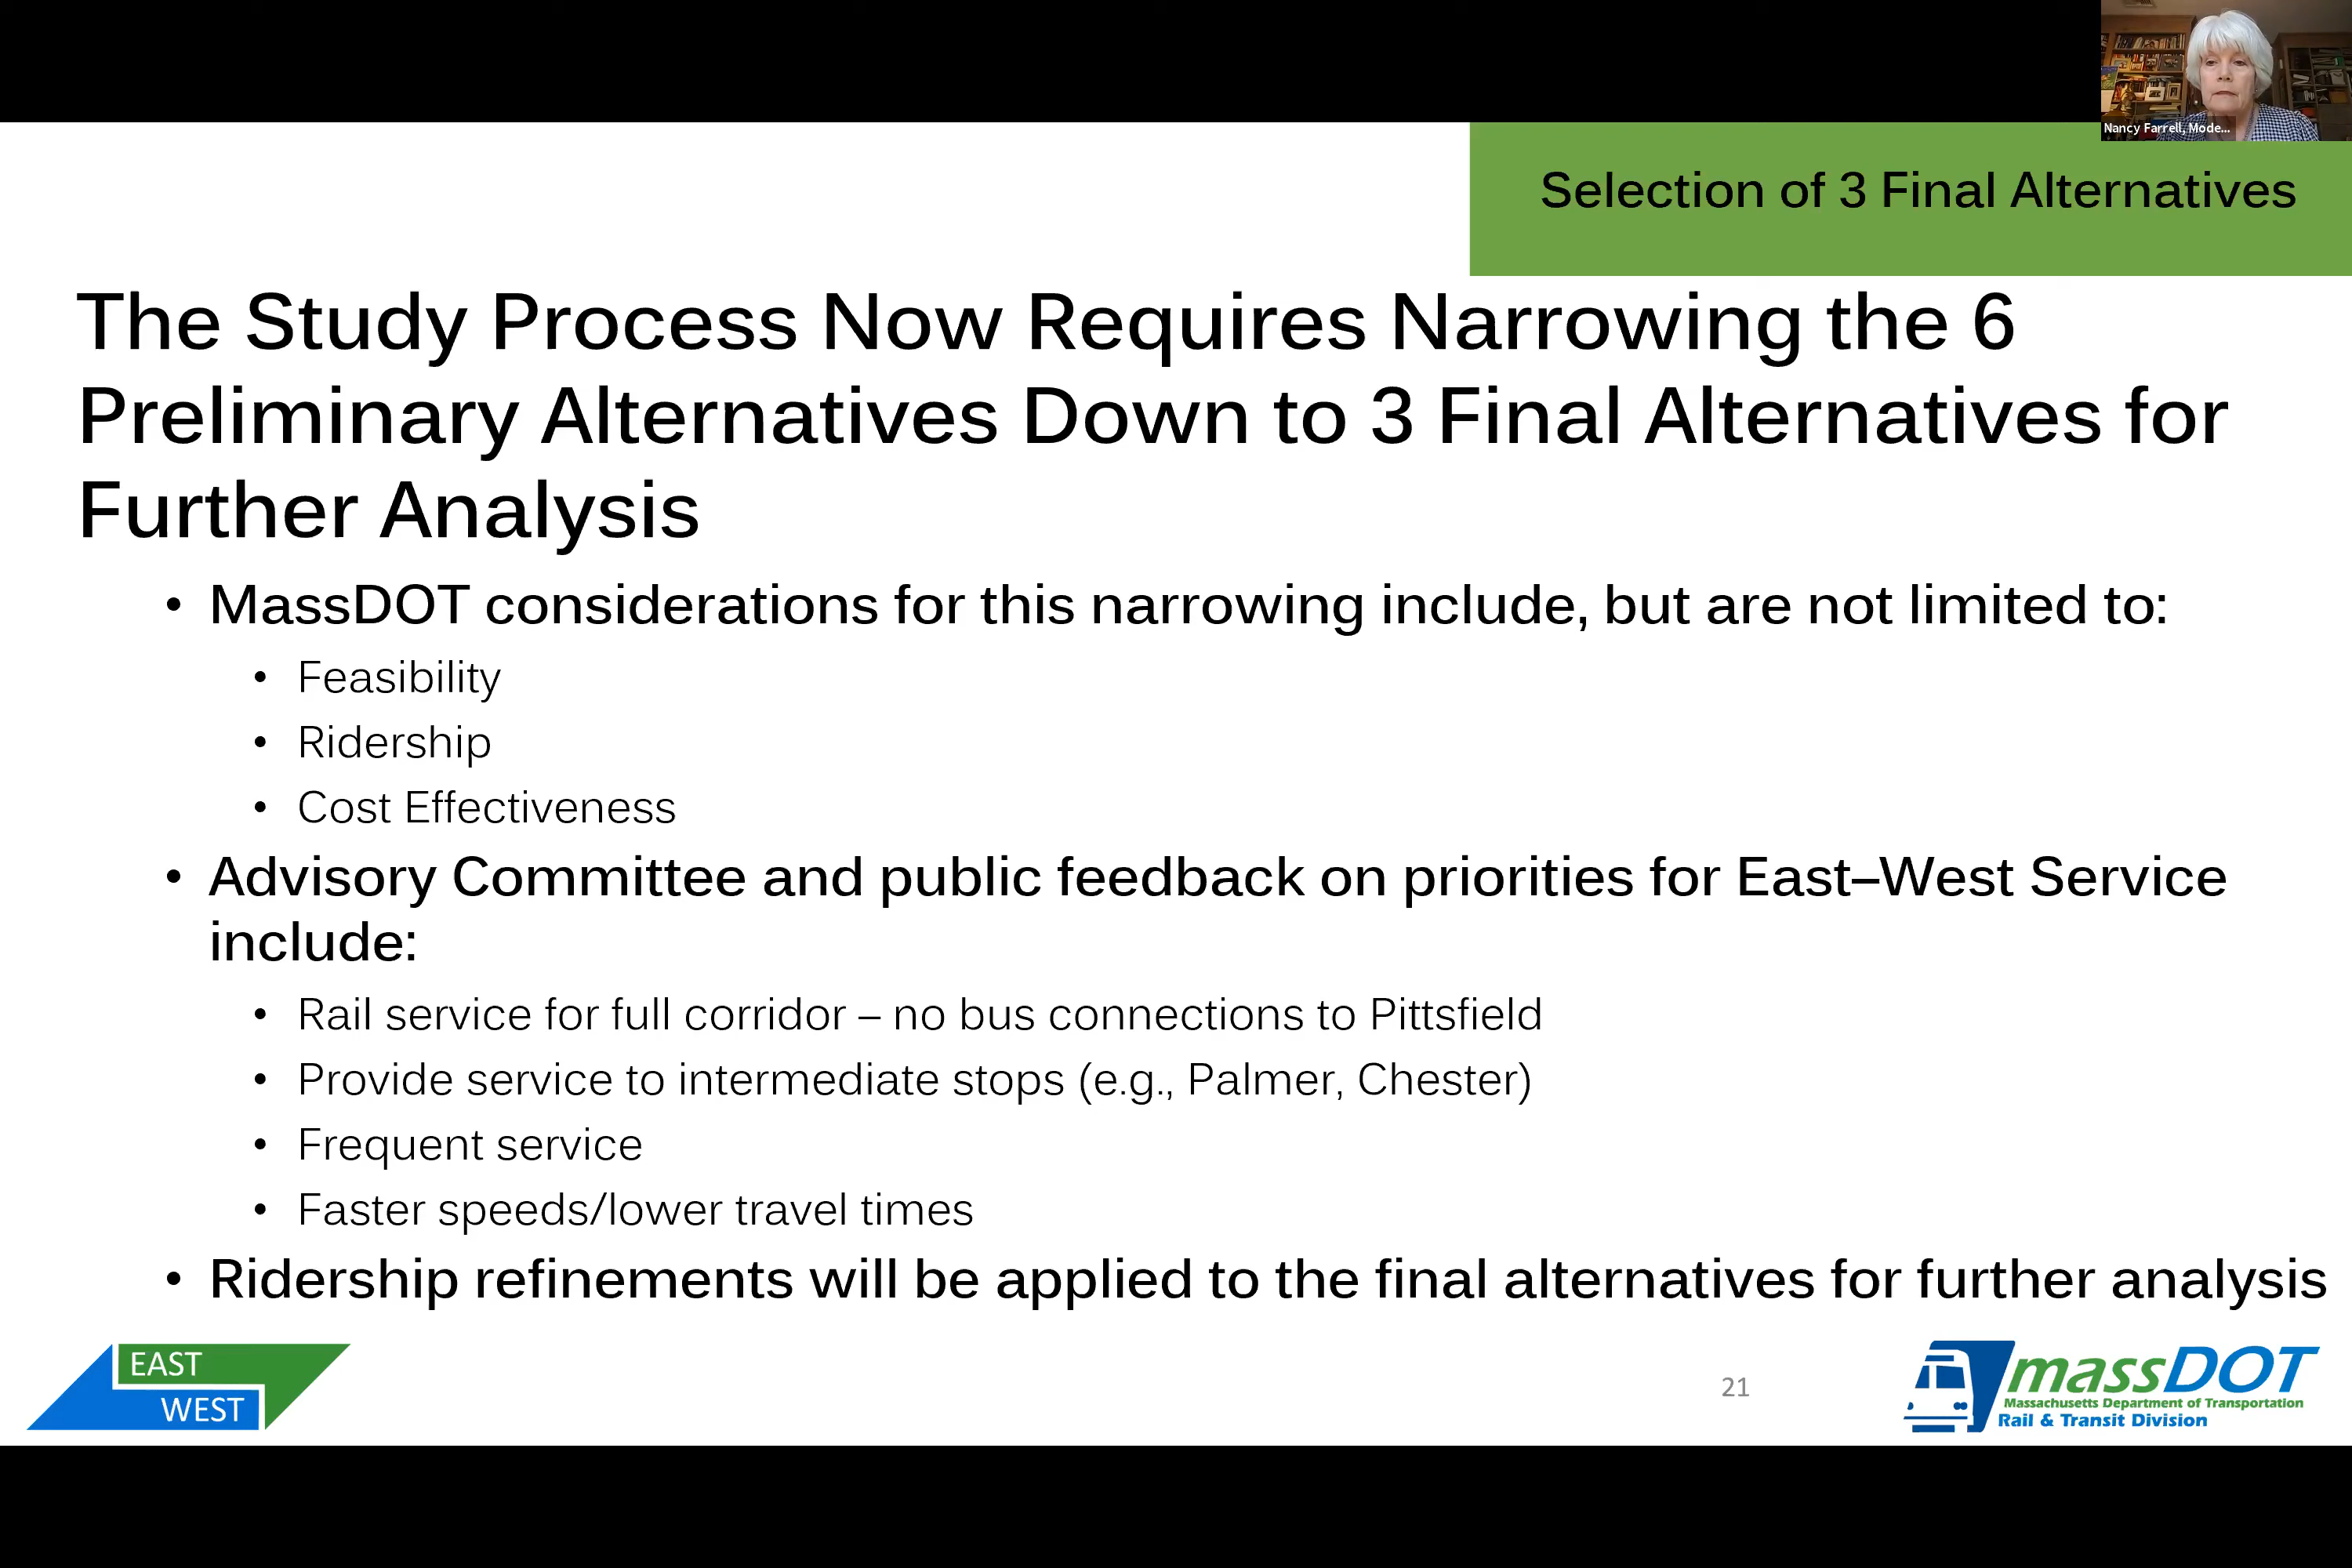 Nancy Farrell, Mode...
Selection of 3 Final Alternatives
The Study Process Now Requires Narrowing the 6
Preliminary Alternatives Down to 3 Final Alternatives for
Further Analysis
• MassDOT considerations for this narrowing include, but are not limited to:
• Feasibility
• Ridership
• Cost Effectiveness
• Advisory Committee and public feedback on priorities for East–West Service
include:
• Rail service for full corridor – no bus connections to Pittsfield
• Provide service to intermediate stops (e.g., Palmer, Chester)
• Frequent service
• Faster speeds/lower travel times
• Ridership refinements will be applied to the final alternatives for further analysis
EAST
WEST
21
massDOT
Massachusetts Department of Transportation
Rail & Transit Division